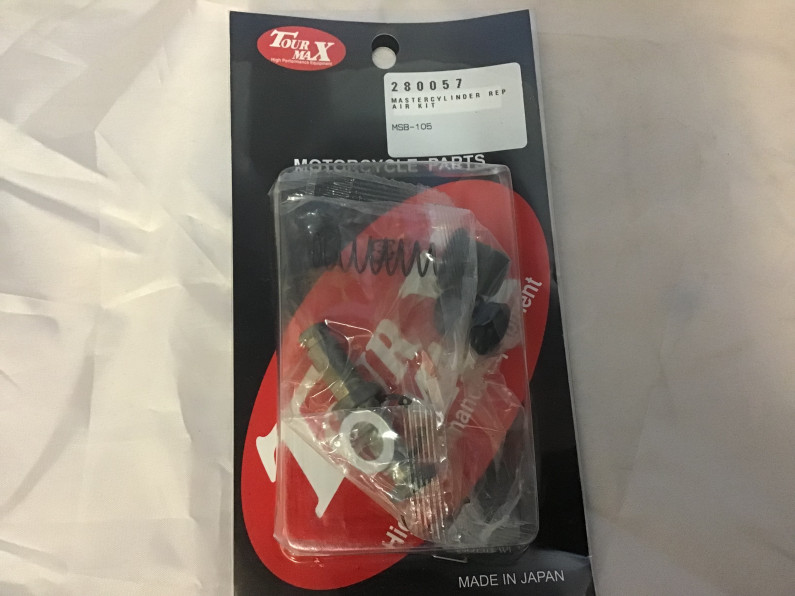 TOUR
MAX
High Performance Equipment
280057
MASTERCYLINDER REP
AIR KIT
MSB-105
MOTORCYCLE PARTS
MADE IN JAPAN